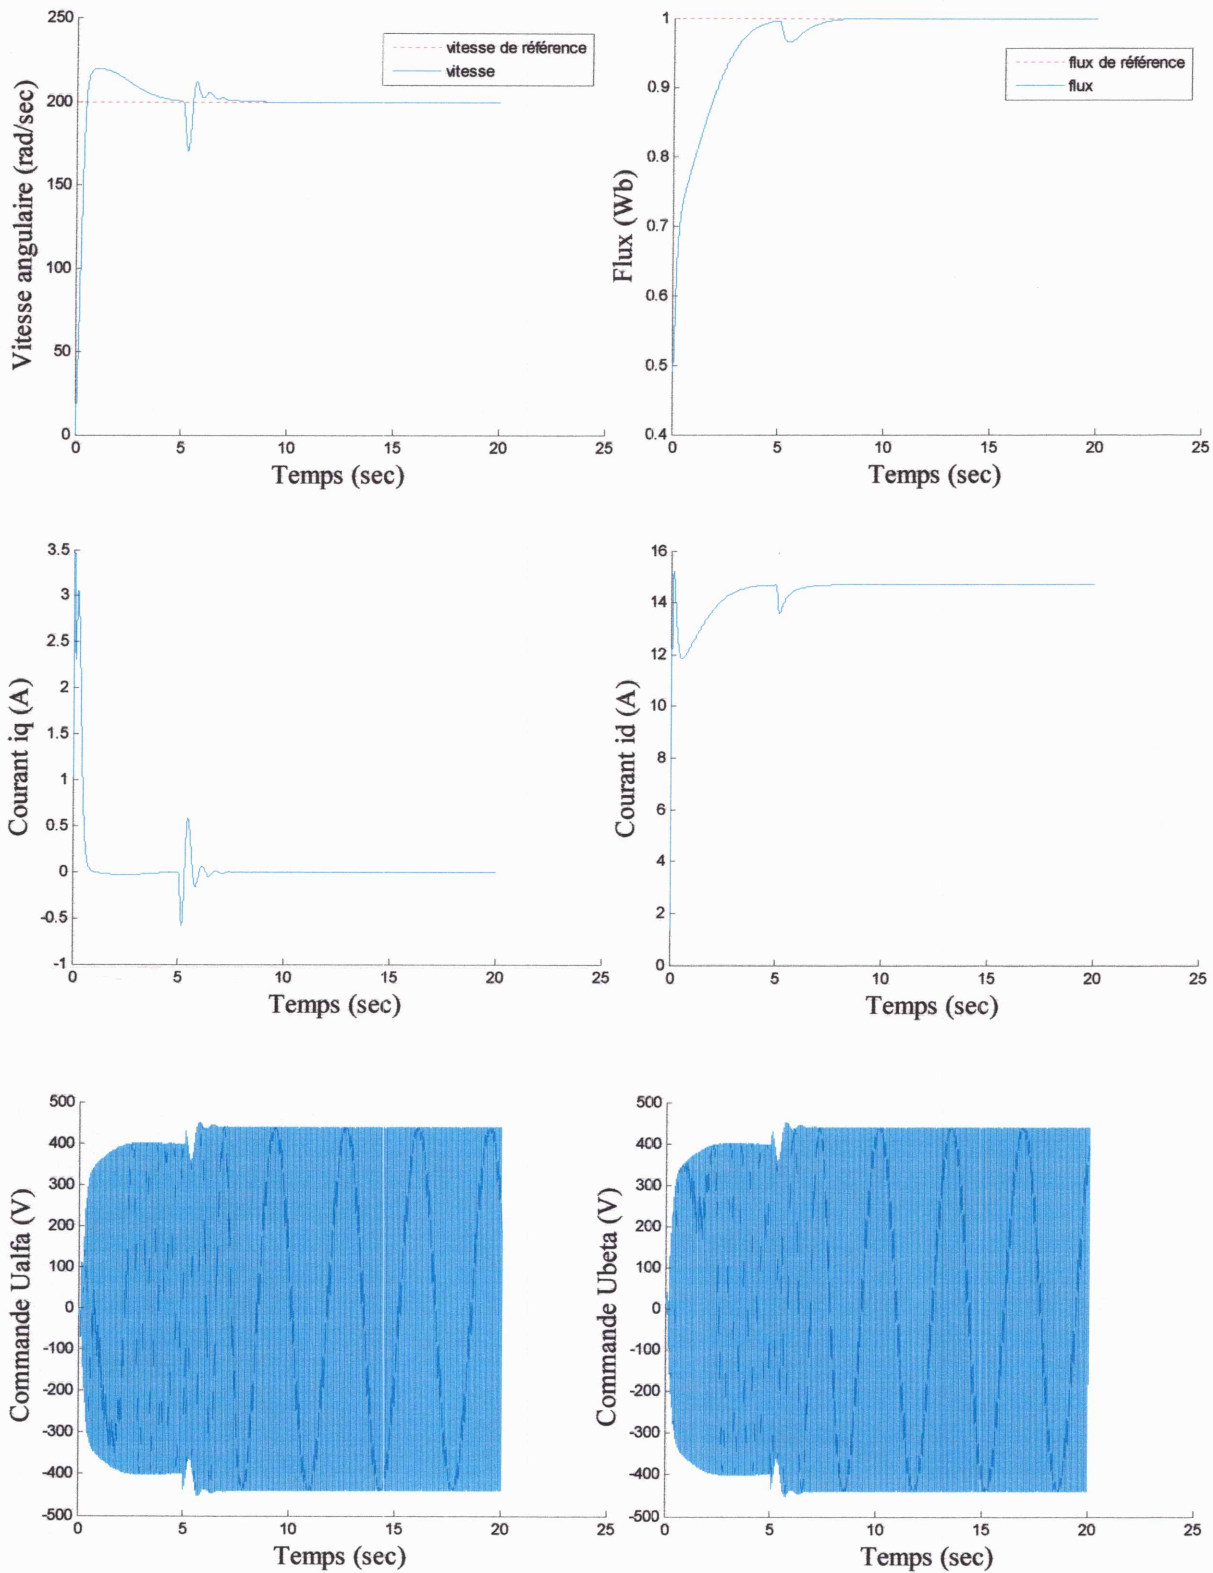 250
200
150
100
50
0
0 5 10 15 20 25
Vitesse angulaire (rad/sec)
Temps (sec)
vitesse de référence
vitesse
1
0.9
0.8
0.7
0.6
0.5
0.4
0 5 10 15 20 25
Flux (Wb)
Temps (sec)
flux de référence
flux
3.5
3
2.5
2
1.5
1
0.5
0
-0.5
-1
0 5 10 15 20 25
Courant iq (A)
Temps (sec)
16
14
12
10
8
6
4
2
0
0 5 10 15 20 25
Courant id (A)
Temps (sec)
500
400
300
200
100
0
-100
-200
-300
-400
-500
0 5 10 15 20 25
Commande Ualfa (V)
Temps (sec)
500
400
300
200
100
0
-100
-200
-300
-400
-500
0 5 10 15 20 25
Commande Ubeta (V)
Temps (sec)